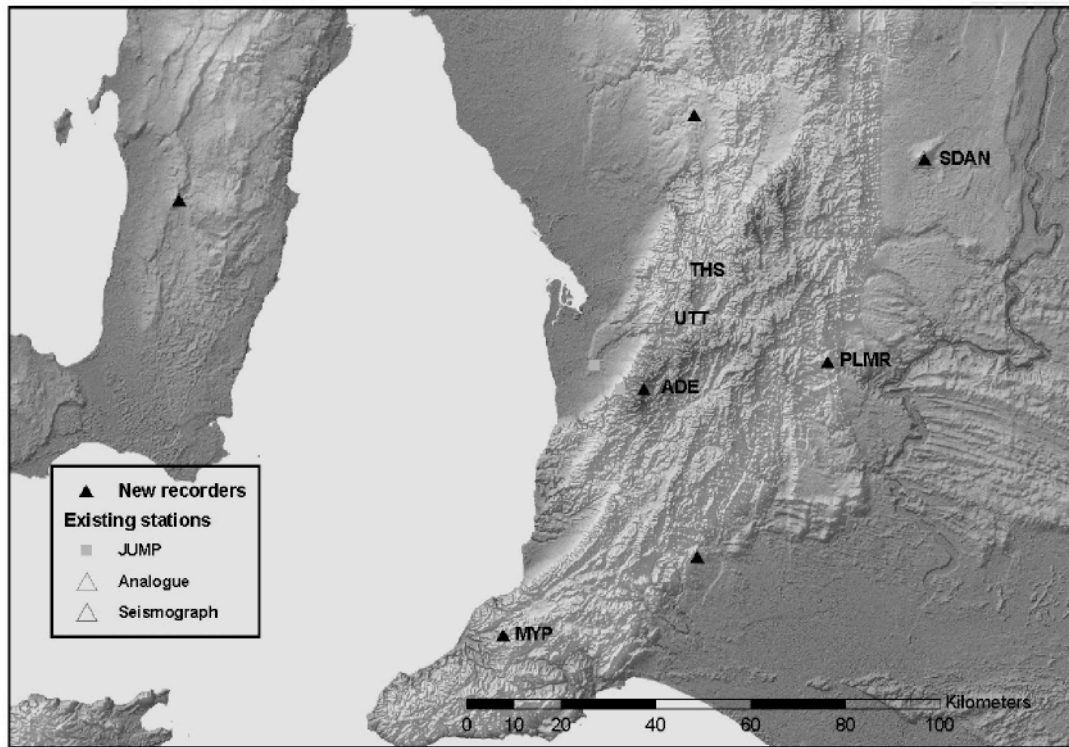 SDAN
THS
UTT
PLMR
ADE
New recorders
Existing stations
JUMP
Analogue
Seismograph
MYP
Kilometers
0 10 20 40 60 80 100